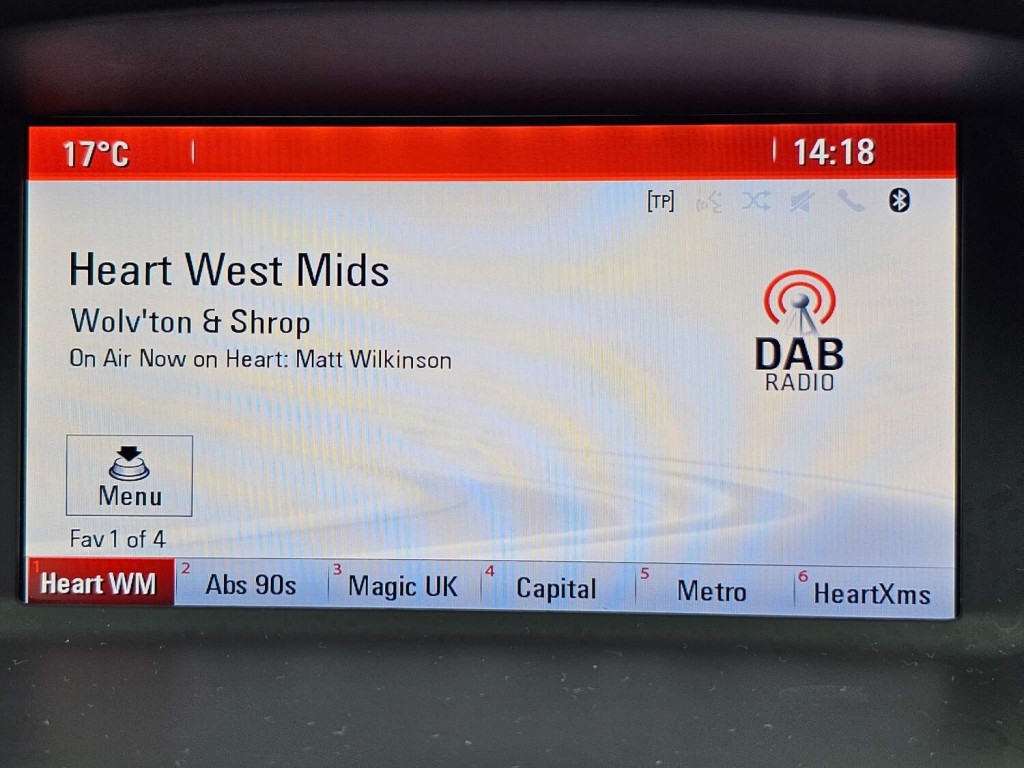 17°C 14:18
[TP]
Heart West Mids
Wolv'ton & Shrop
On Air Now on Heart: Matt Wilkinson
DAB
RADIO
Menu
Fav 1 of 4
1 Heart WM 2 Abs 90s 3 Magic UK 4 Capital 5 Metro 6 HeartXms